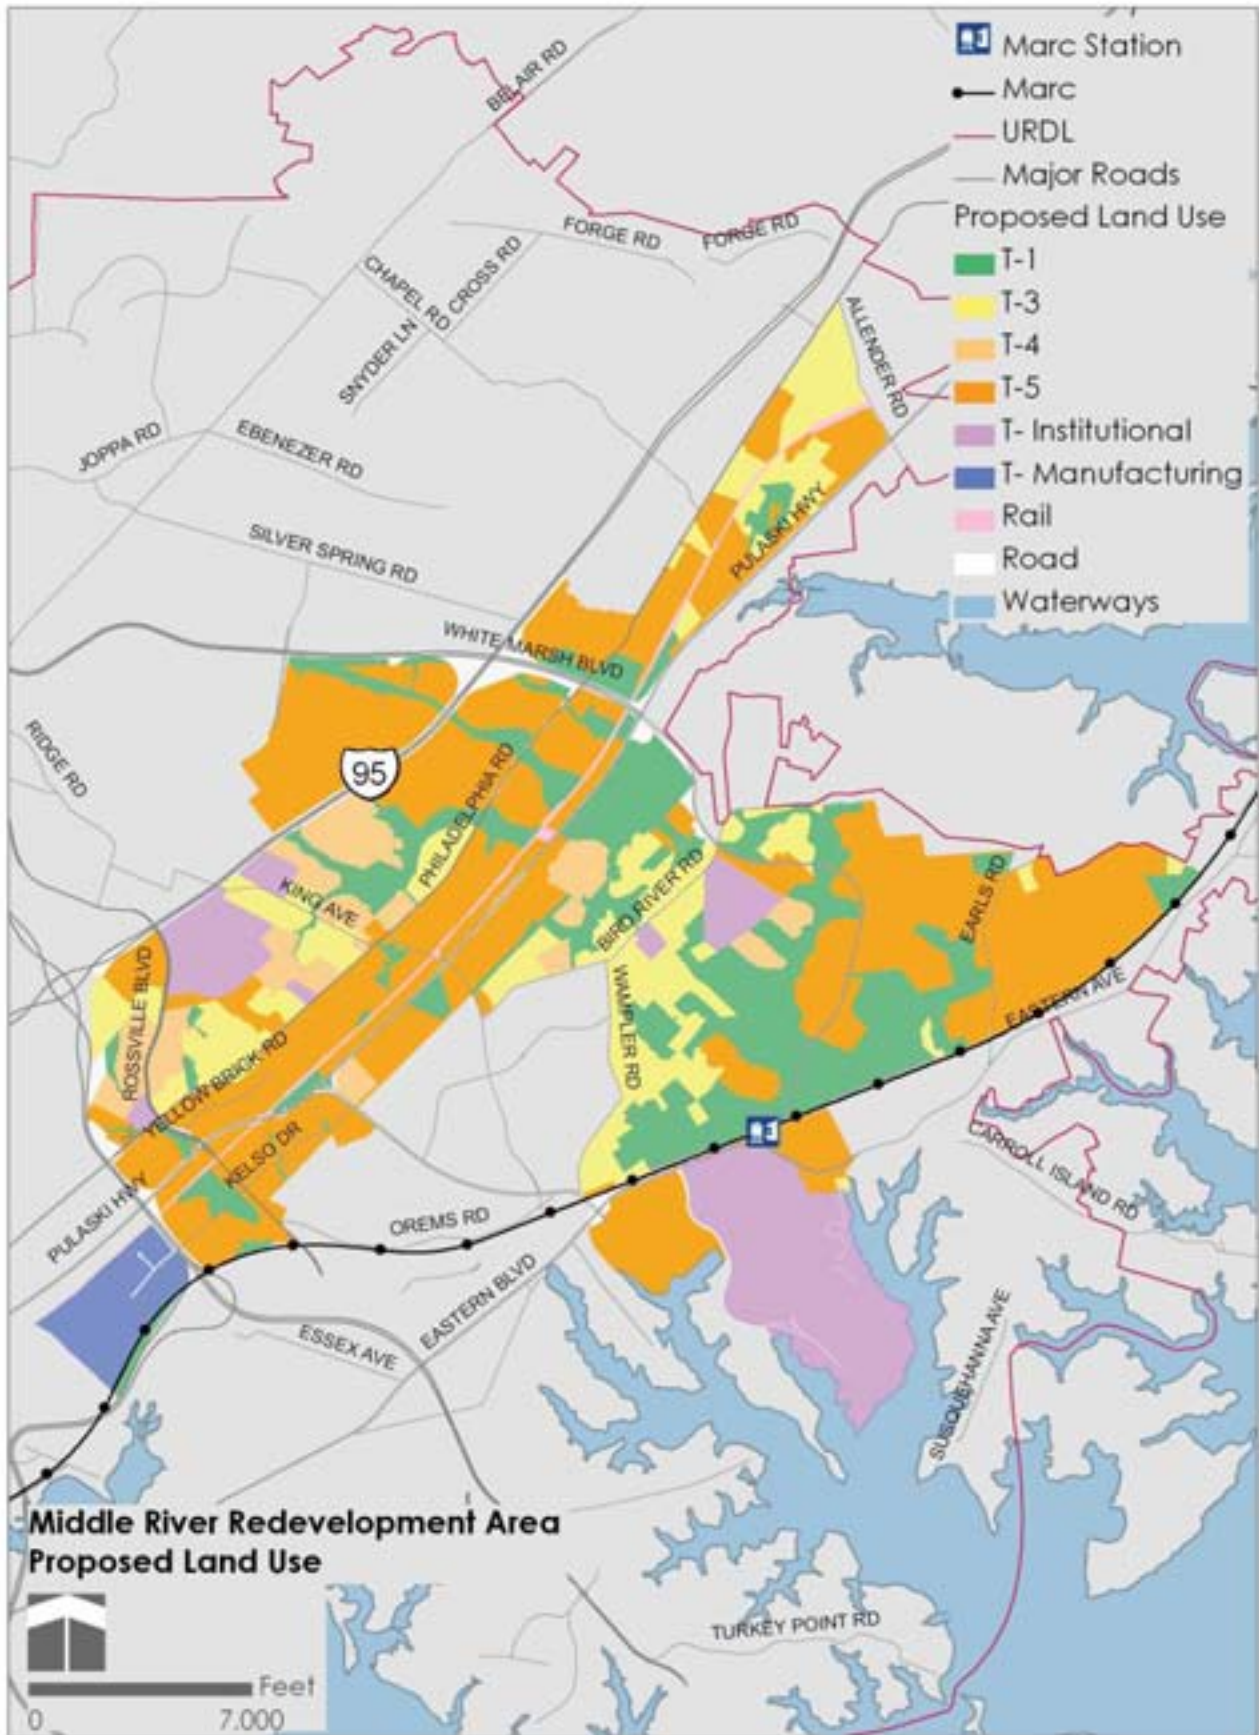 Marc Station
Marc
URDL
Major Roads
Proposed Land Use
T-1
T-3
T-4
T-5
T- Institutional
T- Manufacturing
Rail
Road
Waterways
BELAIR RD
FORGE RD
FORGE RD
CHAPEL RD
SNYDER LN
CROSS RD
ALLENDER RD
JOPPA RD
EBENEZER RD
SILVER SPRING RD
PULASKI HWY
WHITE MARSH BLVD
RIDGE RD
95
PHILADELPHIA RD
KING AVE
BIRD RIVER RD
EARLS RD
ROSSVILLE BLVD
WAMPLER RD
EASTERN AVE
YELLOW BRICK RD
KELSO DR
CARROLL ISLAND RD
PULASKI HWY
OREMS RD
EASTERN BLVD
ESSEX AVE
SUSQUEHANNA AVE
Middle River Redevelopment Area
Proposed Land Use
TURKEY POINT RD
Feet
0 7.000